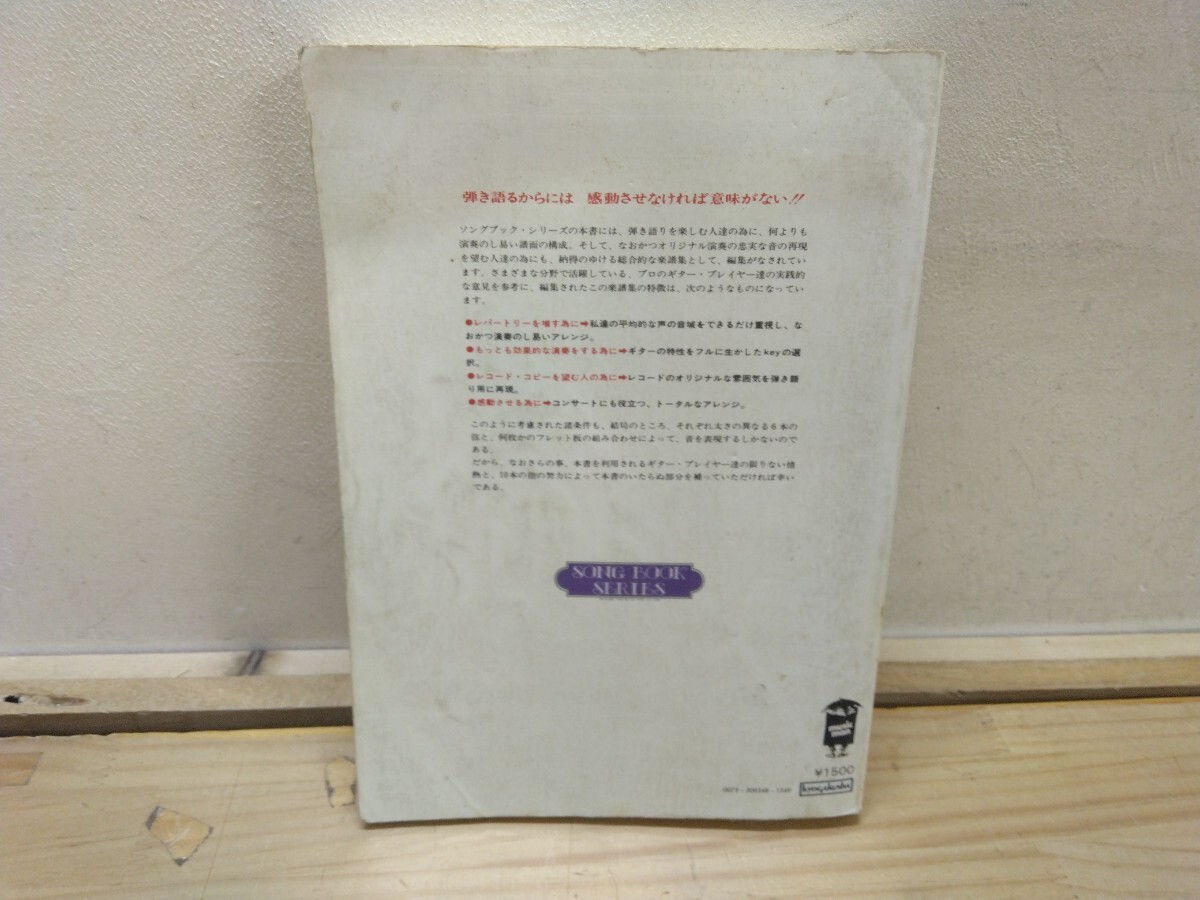 弾き語るからには 感動させなければ意味がない!!
ソングブック・シリーズの本書には、弾き語りを楽しむ人達の為に、何よりも
演奏のし易い譜面の構成。そして、なおかつオリジナル演奏の忠実な音の再現
を望む人達の為にも、納得のゆける総合的な楽譜集として、編集がなされてい
ます。さまざまな分野で活躍している、プロのギター・プレイヤー達の実践的
な意見を参考に、編集されたこの楽譜集の特徴は、次のようなものになってい
ます。
●レパートリーを増す為に➡私達の平均的な声の音域をできるだけ重視し、な
おかつ演奏のし易いアレンジ。
●もっとも効果的な演奏をする為に➡ギターの特性をフルに生かしたkeyの選
択。
●レコード・コピーを望む人の為に➡レコードのオリジナルな雰囲気を弾き語
り用に再現。
●感動させる為に➡コンサートにも役立つ、トータルなアレンジ。
このように考慮された諸条件も、結局のところ、それぞれ太さの異なる6本の
弦と、何枚かのフレット板の組み合わせによって、音を表現するしかないので
ある。
だから、なおさらの事、本書を利用されるギター・プレイヤー達の限りない情
熱と、10本の指の努力によって本書のいたらぬ部分を補っていただければ幸い
である。
SONG BOOK
SERIES
¥1500